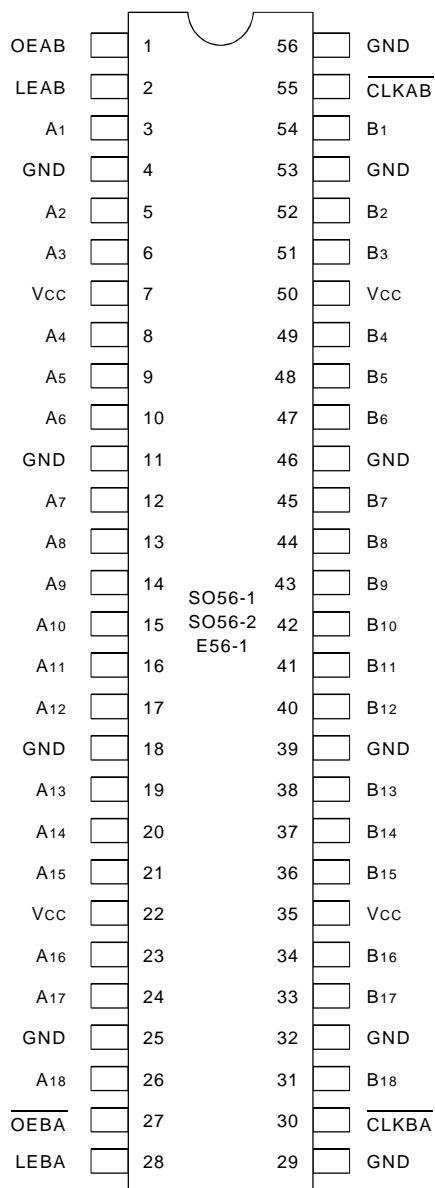 OEAB 1 56 GND
LEAB 2 55 CLKAB
A1 3 54 B1
GND 4 53 GND
A2 5 52 B2
A3 6 51 B3
VCC 7 50 VCC
A4 8 49 B4
A5 9 48 B5
A6 10 47 B6
GND 11 46 GND
A7 12 45 B7
A8 13 44 B8
A9 14 43 B9
SO56-1
A10 15 SO56-2 42 B10
E56-1
A11 16 41 B11
A12 17 40 B12
GND 18 39 GND
A13 19 38 B13
A14 20 37 B14
A15 21 36 B15
VCC 22 35 VCC
A16 23 34 B16
A17 24 33 B17
GND 25 32 GND
A18 26 31 B18
OEBA 27 30 CLKBA
LEBA 28 29 GND